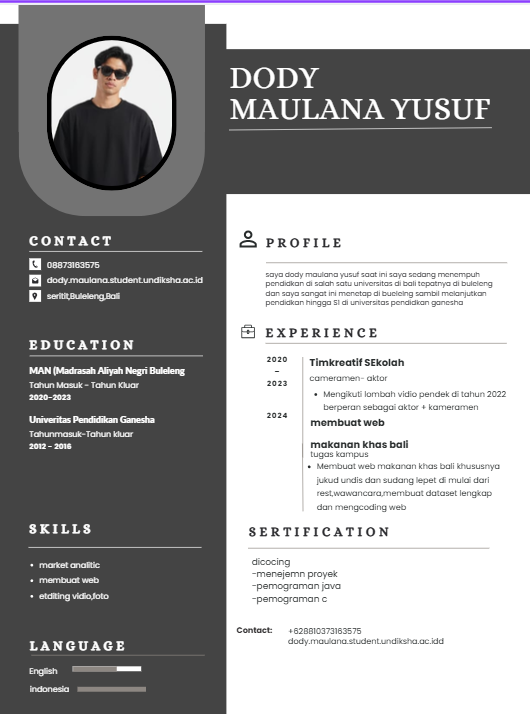 DODY
MAULANA YUSUF
CONTACT
08873163575
dody.maulana.student.undiksha.ac.id
seritit,Buleleng,Bali
EDUCATION
MAN (Madrasah Aliyah Negri Buleleng
Tahun Masuk - Tahun Kluar
2020-2023
Univeritas Pendidikan Ganesha
Tahunmasuk-Tahun kluar
2012 - 2016
SKILLS
market analitic
membuat web
etditing vidio,foto
LANGUAGE
English
indonesia
PROFILE
saya dody maulana yusuf saat ini saya sedang menempuh
pendidikan di salah satu universitas di bali tepatnya di buleleng
dan saya sangat ini menetap di bueleng sambil melanjutkan
pendidikan hingga S1 di universitas pendidikan ganesha
EXPERIENCE
2020
-
2023
Timkreatif SEkolah
cameramen- aktor
Mengikuti lombah vidio pendek di tahun 2022
berperan sebagai aktor + kameramen
2024
membuat web
makanan khas bali
tugas kampus
Membuat web makanan khas bali khususnya
jukud undis dan sudang lepet di mulai dari
rest,wawancara,membuat dataset lengkap
dan mengcoding web
SERTIFICATION
dicocing
-menejemn proyek
-pemograman java
-pemograman c
Contact:
+628810373163575
dody.maulana.student.undiksha.ac.idd